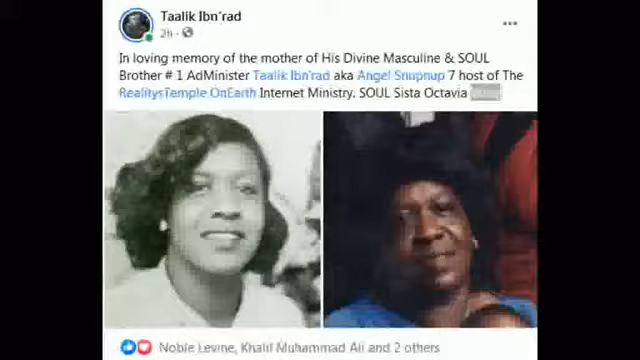 Taalik Ibn'rad
2h
In loving memory of the mother of His Divine Masculine & SOUL
Brother # 1 AdMinister Taalik Ibn'rad aka Angel Snupnup 7 host of The
RealitysTemple OnEarth Internet Ministry. SOUL Sista Octavia
Noble Levine, Khalil Muhammad Ali and 2 others